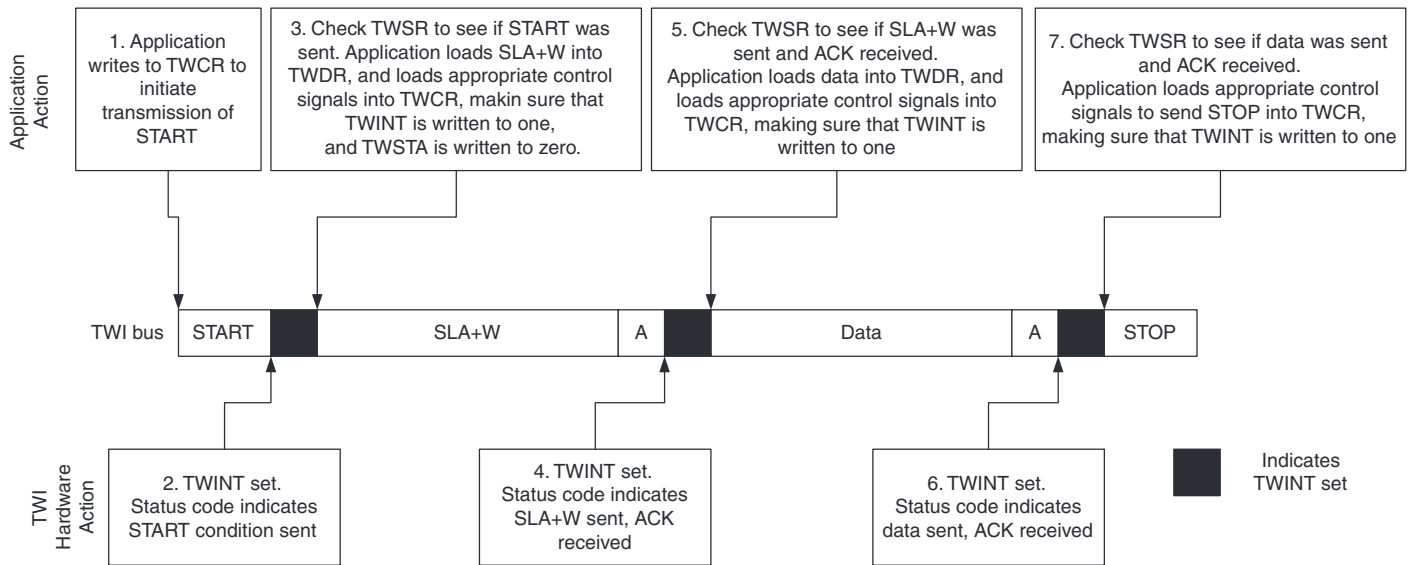 Application
Action
1. Application
writes to TWCR to
initiate
transmission of
START
3. Check TWSR to see if START was
sent. Application loads SLA+W into
TWDR, and loads appropriate control
signals into TWCR, makin sure that
TWINT is written to one,
and TWSTA is written to zero.
5. Check TWSR to see if SLA+W was
sent and ACK received.
Application loads data into TWDR, and
loads appropriate control signals into
TWCR, making sure that TWINT is
written to one
7. Check TWSR to see if data was sent
and ACK received.
Application loads appropriate control
signals to send STOP into TWCR,
making sure that TWINT is written to one
TWI bus
START
SLA+W
A
Data
A
STOP
TWI
Hardware
Action
2. TWINT set.
Status code indicates
START condition sent
4. TWINT set.
Status code indicates
SLA+W sent, ACK
received
6. TWINT set.
Status code indicates
data sent, ACK received
Indicates
TWINT set